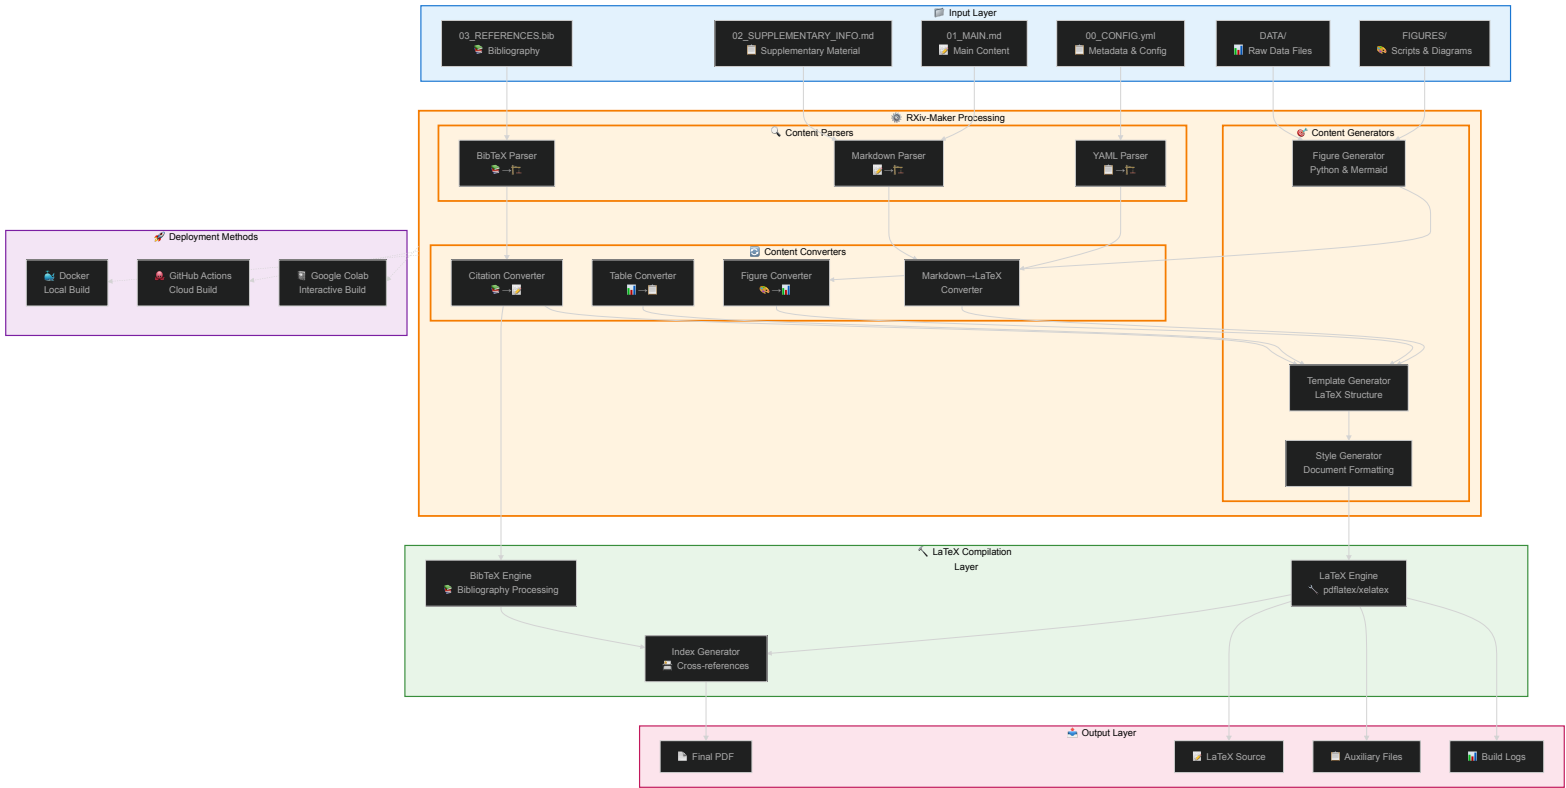 📁 Input Layer
03_REFERENCES.bib
📚 Bibliography
02_SUPPLEMENTARY_INFO.md
📋 Supplementary Material
01_MAIN.md
📝 Main Content
00_CONFIG.yml
📋 Metadata & Config
DATA/
📊 Raw Data Files
FIGURES/
🎨 Scripts & Diagrams
⚙️ RXiv-Maker Processing
🔍 Content Parsers
BibTeX Parser
📚→🏗️
Markdown Parser
📝→🏗️
YAML Parser
📋→🏗️
🎯 Content Generators
Figure Generator
Python & Mermaid
🚀 Deployment Methods
🐳 Docker
Local Build
🐙 GitHub Actions
Cloud Build
📓 Google Colab
Interactive Build
🔄 Content Converters
Citation Converter
📚→📝
Table Converter
📊→📋
Figure Converter
🎨→📊
Markdown→LaTeX
Converter
Template Generator
LaTeX Structure
Style Generator
Document Formatting
🔨 LaTeX Compilation
Layer
BibTeX Engine
📚 Bibliography Processing
LaTeX Engine
🔨 pdflatex/xelatex
Index Generator
📇 Cross-references
📤 Output Layer
📄 Final PDF
📝 LaTeX Source
📋 Auxiliary Files
📊 Build Logs